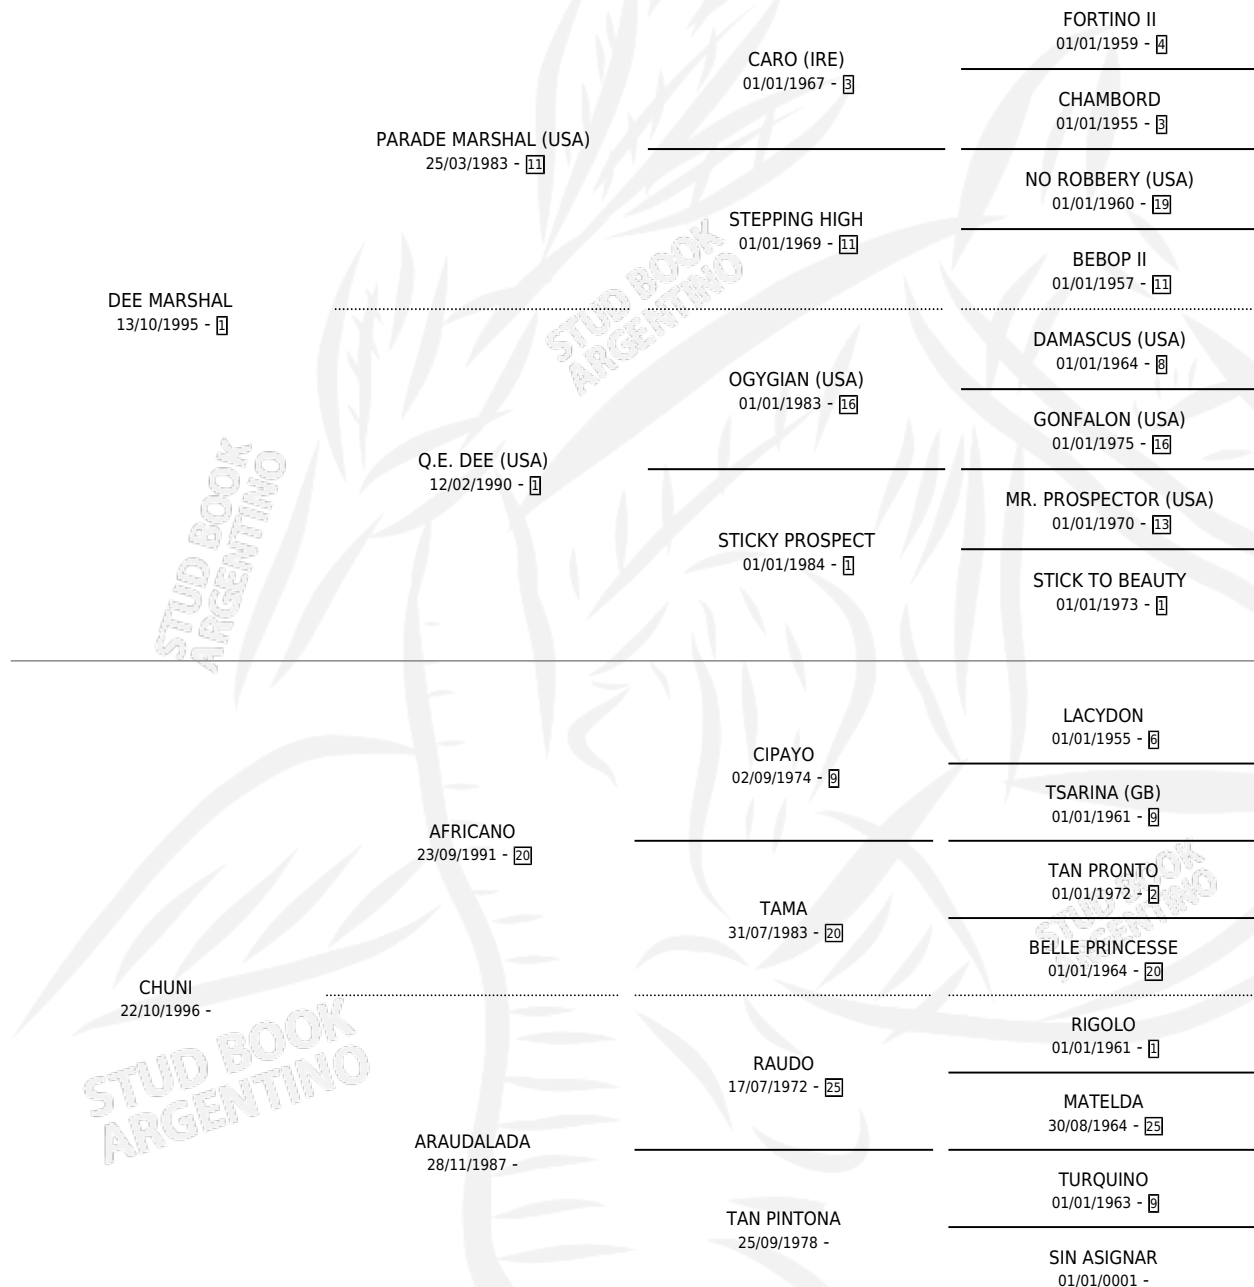 FORTINO II
01/01/1959 - 4
CARO (IRE)
01/01/1967 - 3
CHAMBORD
01/01/1955 - 3
PARADE MARSHAL (USA)
25/03/1983 - 11
NO ROBBERY (USA)
01/01/1960 - 19
STEPPING HIGH
01/01/1969 - 11
BEBOP II
01/01/1957 - 11
DEE MARSHAL
13/10/1995 - 1
STUD BOOK
ARGENTINO
DAMASCUS (USA)
01/01/1964 - 8
OGYGIAN (USA)
01/01/1983 - 16
GONFALON (USA)
01/01/1975 - 16
Q.E. DEE (USA)
12/02/1990 - 1
STUD BOOK
ARGENTINO
MR. PROSPECTOR (USA)
01/01/1970 - 13
STICKY PROSPECT
01/01/1984 - 1
STICK TO BEAUTY
01/01/1973 - 1
LACYDON
01/01/1955 - 6
CIPAYO
02/09/1974 - 9
TSARINA (GB)
01/01/1961 - 9
AFRICANO
23/09/1991 - 20
TAN PRONTO
01/01/1972 - 2
STUD BOOK
ARGENTINO
TAMA
31/07/1983 - 20
BELLE PRINCESSE
01/01/1964 - 20
CHUNI
22/10/1996 -
STUD BOOK
ARGENTINO
RIGOLO
01/01/1961 - 1
RAUDO
17/07/1972 - 25
MATELDA
30/08/1964 - 25
ARAUDALADA
28/11/1987 -
TURQUINO
01/01/1963 - 9
TAN PINTONA
25/09/1978 -
SIN ASIGNAR
01/01/0001 -